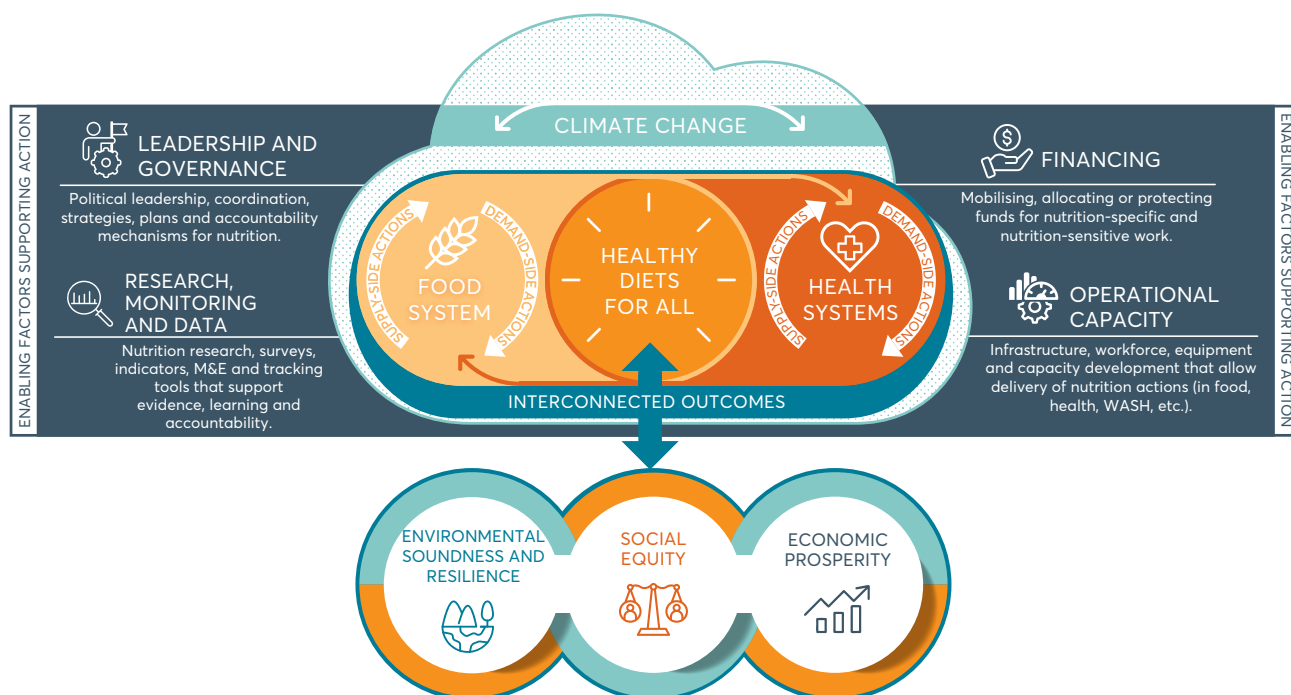 CLIMATE CHANGE
ENABLING FACTORS SUPPORTING ACTION
LEADERSHIP AND
GOVERNANCE
Political leadership, coordination,
strategies, plans and accountability
mechanisms for nutrition.
RESEARCH,
MONITORING
AND DATA
Nutrition research, surveys,
indicators, M&E and tracking
tools that support
evidence, learning and
accountability.
SUPPLY-SIDE ACTIONS
FOOD
SYSTEM
DEMAND-SIDE ACTIONS
HEALTHY
DIETS
FOR ALL
SUPPLY-SIDE ACTIONS
HEALTH
SYSTEMS
DEMAND-SIDE ACTIONS
INTERCONNECTED OUTCOMES
$
FINANCING
Mobilising, allocating or protecting
funds for nutrition-specific and
nutrition-sensitive work.
OPERATIONAL
CAPACITY
Infrastructure, workforce, equipment
and capacity development that allow
delivery of nutrition actions (in food,
health, WASH, etc.).
ENABLING FACTORS SUPPORTING ACTION
ENVIRONMENTAL
SOUNDNESS AND
RESILIENCE
SOCIAL
EQUITY
ECONOMIC
PROSPERITY